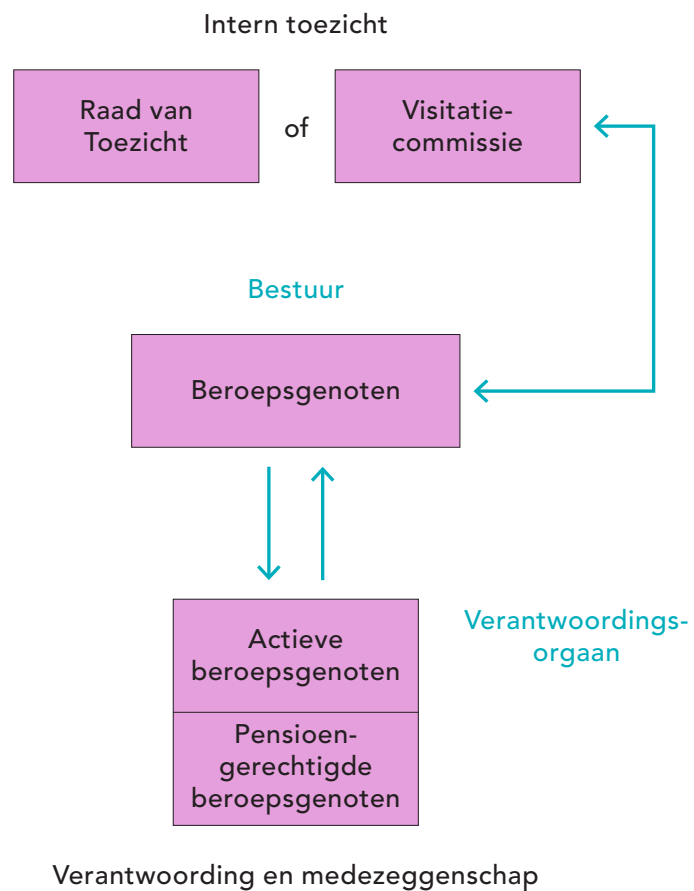 Intern toezicht
Raad van
Toezicht
of
Visitatie-
commissie
Bestuur
Beroepsgenoten
Actieve
beroepsgenoten
Verantwoordings-
orgaan
Pensioen-
gerechtigde
beroepsgenoten
Verantwoording en medezeggenschap